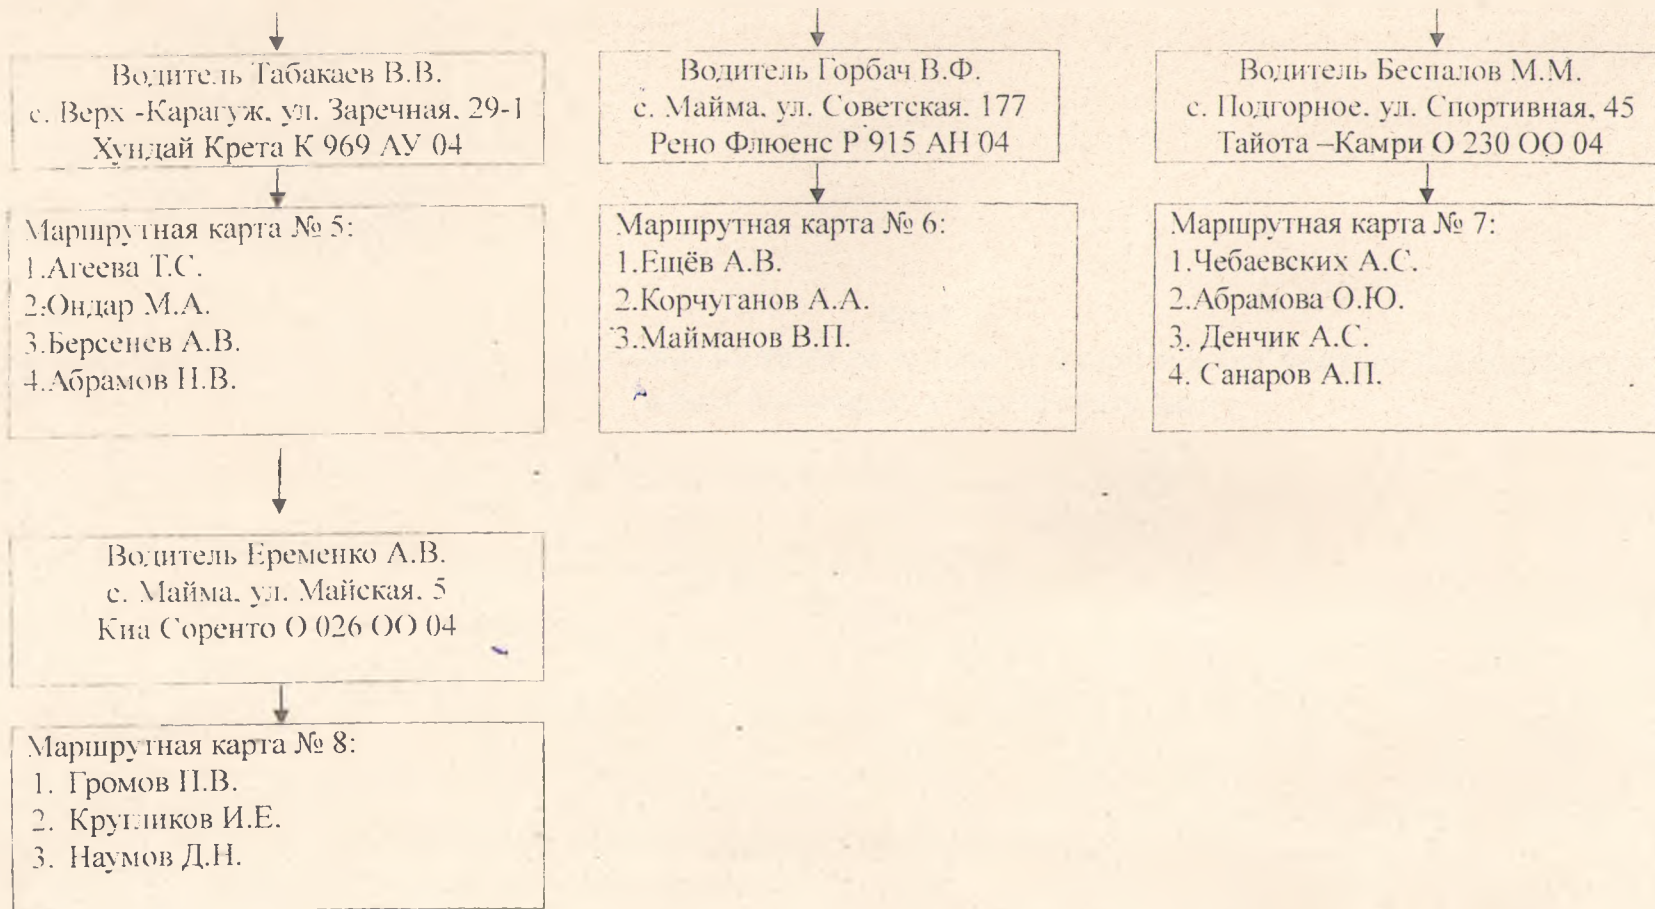 Водитель Табакаев В.В.
с. Верх -Карагуж, ул. Заречная, 29-1
Хундай Крета К 969 АУ 04
Маршрутная карта № 5:
1.Агеева Т.С.
2.Ондар М.А.
3.Берсенев А.В.
4.Абрамов Н.В.
Водитель Еременко А.В.
с. Майма, ул. Майская, 5
Киа Соренто О 026 ОО 04
Маршрутная карта № 8:
1. Громов П.В.
2. Кругликов И.Е.
3. Наумов Д.Н.
Водитель Горбач В.Ф.
с. Майма, ул. Советская, 177
Рено Флюенс Р 915 АН 04
Маршрутная карта № 6:
1.Ещёв А.В.
2.Корчуганов А.А.
3.Майманов В.П.
Водитель Беспалов М.М.
с. Подгорное, ул. Спортивная, 45
Тайота –Камри О 230 ОО 04
Маршрутная карта № 7:
1.Чебаевских А.С.
2.Абрамова О.Ю.
3. Денчик А.С.
4. Санаров А.П.